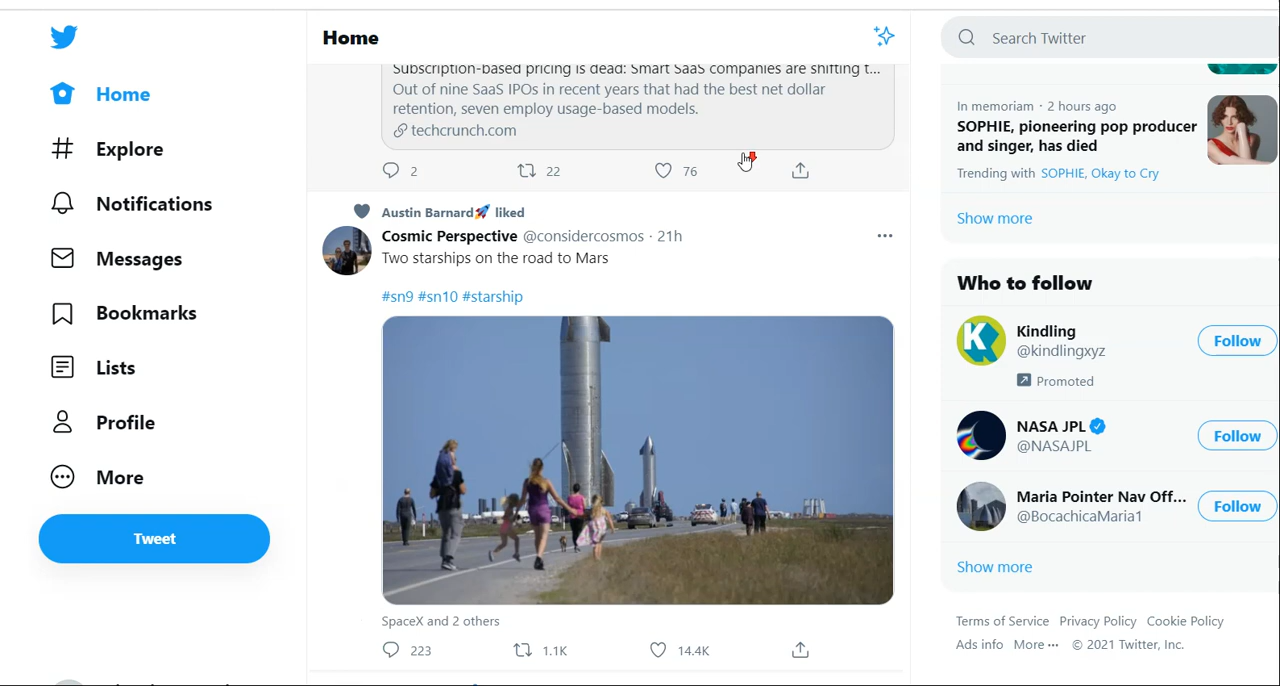 Home
Explore
Notifications
Messages
Bookmarks
Lists
Profile
More
Tweet
Home
Subscription-based pricing is dead: Smart SaaS companies are shifting t...
Out of nine SaaS IPOs in recent years that had the best net dollar
retention, seven employ usage-based models.
techcrunch.com
2 22 76
Austin Barnard🚀 liked
Cosmic Perspective @considercosmos · 21h
Two starships on the road to Mars
#sn9 #sn10 #starship
SpaceX and 2 others
223 1.1K 14.4K
Search Twitter
In memoriam · 2 hours ago
SOPHIE, pioneering pop producer
and singer, has died
Trending with SOPHIE, Okay to Cry
Show more
Who to follow
Kindling
@kindlingxyz
Follow
Promoted
NASA JPL
@NASAJPL
Follow
Maria Pointer Nav Off...
@BocachicaMaria1
Follow
Show more
Terms of Service Privacy Policy Cookie Policy
Ads info More ··· © 2021 Twitter, Inc.